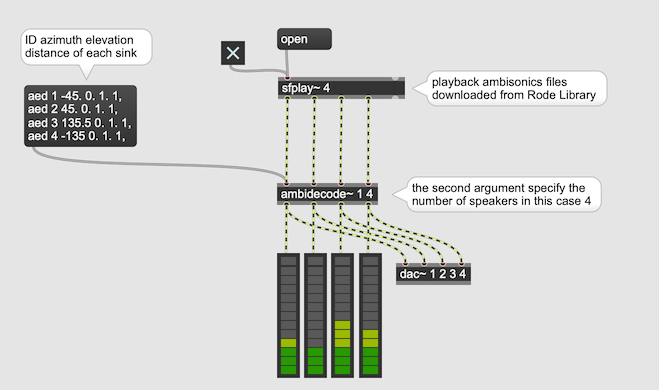 ID azimuth elevation
distance of each sink
open
aed 1 -45. 0. 1. 1,
aed 2 45. 0. 1. 1,
aed 3 135.5 0. 1. 1,
aed 4 -135 0. 1. 1,
sfplay~ 4
playback ambisonics files
downloaded from Rode Library
ambidecode~ 1 4
the second argument specify the
number of speakers in this case 4
dac~ 1 2 3 4